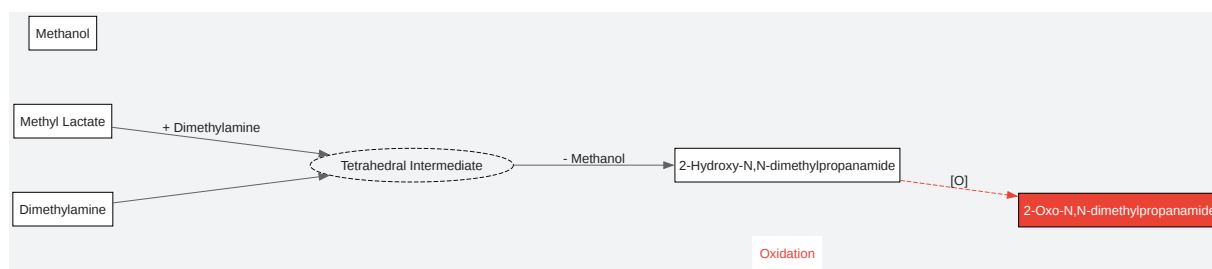 Methanol
Methyl Lactate
+ Dimethylamine
Tetrahedral Intermediate
- Methanol
2-Hydroxy-N,N-dimethylpropanamide
[O]
Dimethylamine
2-Oxo-N,N-dimethylpropanamide
Oxidation